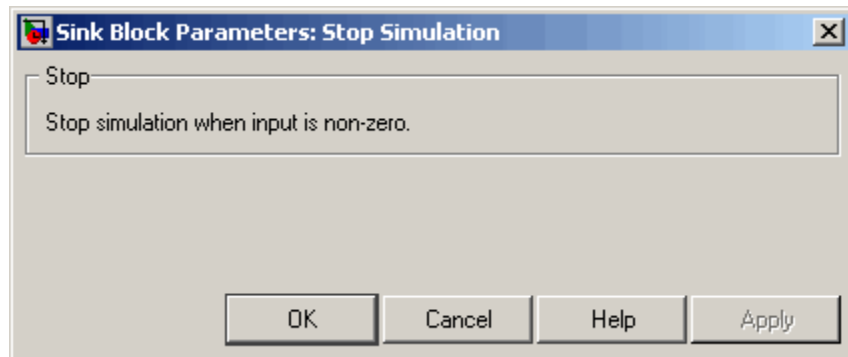 Sink Block Parameters: Stop Simulation
Stop
Stop simulation when input is non-zero.
OK Cancel Help Apply